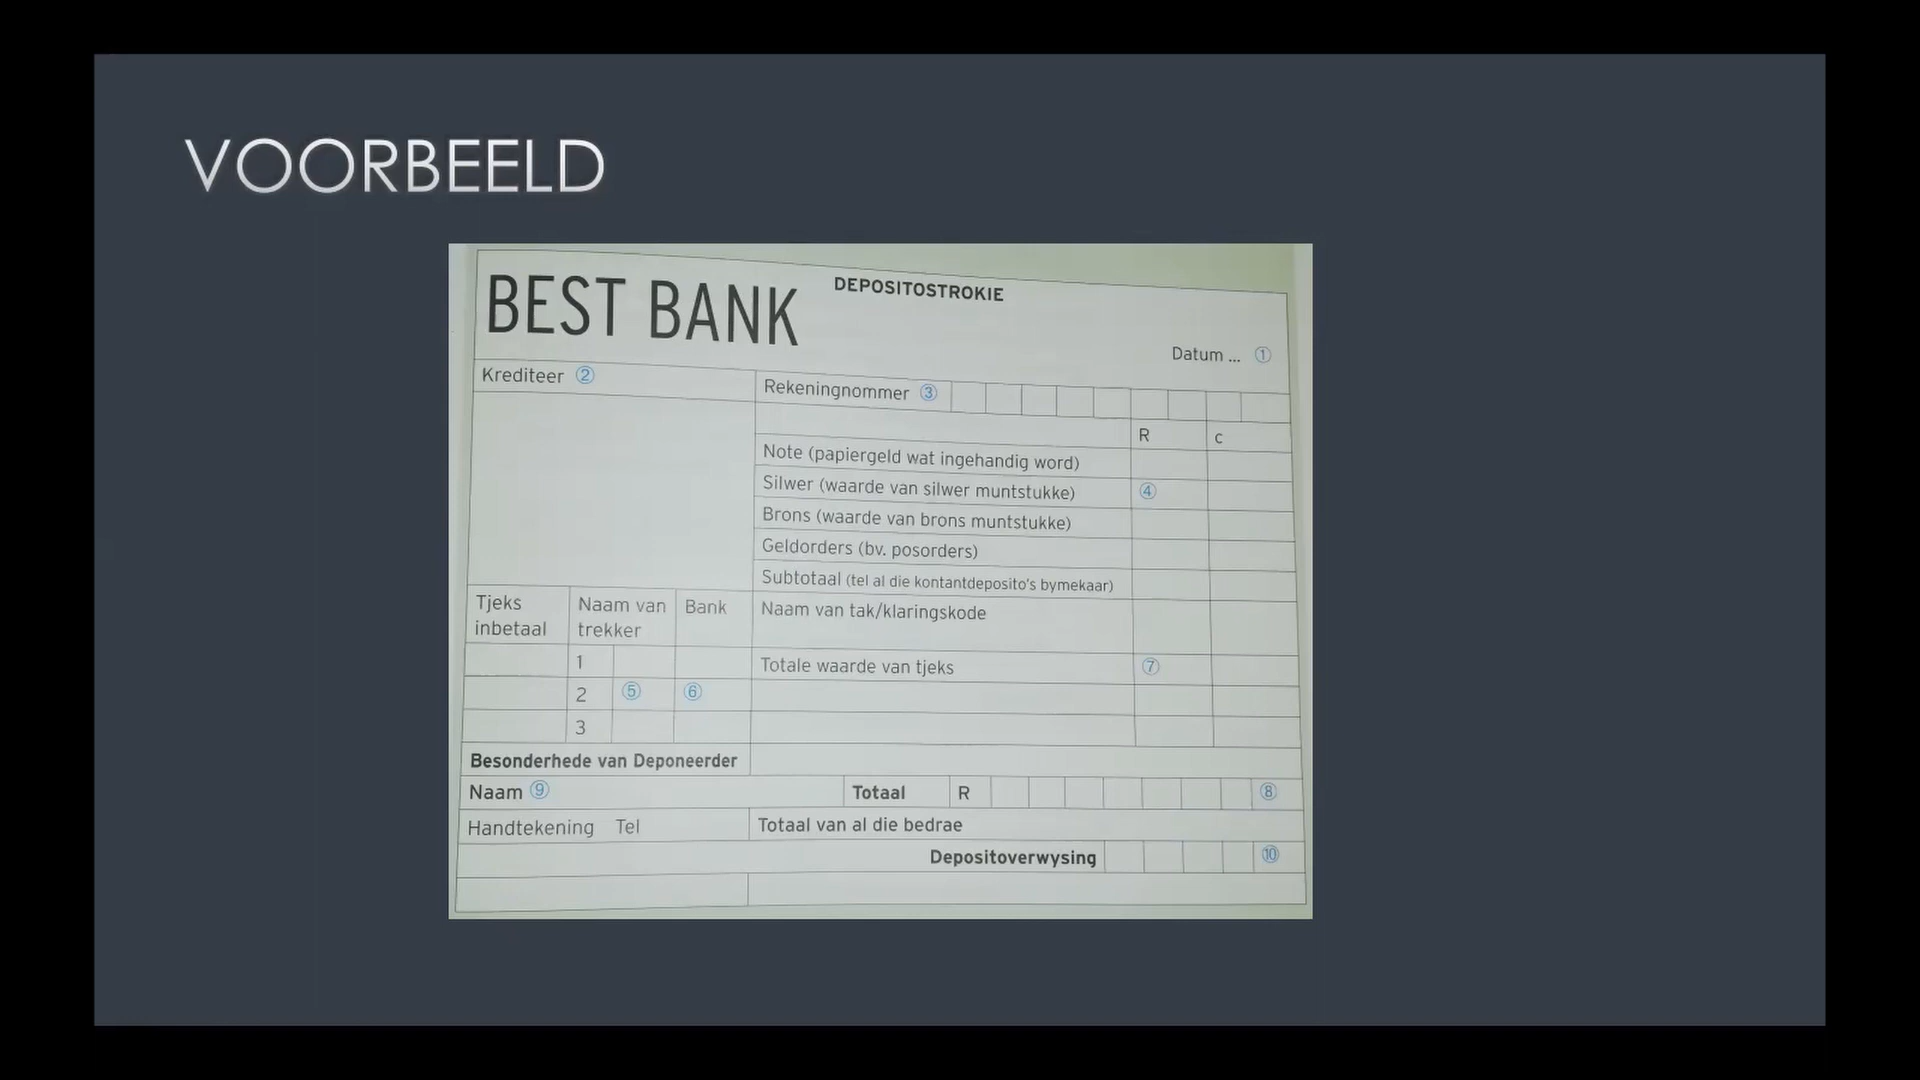 VOORBEELD
BEST BANK
DEPOSITOSTROKIE
Datum ... ①
Krediteer ②
Rekeningnommer ③
R c
Note (papiergeld wat ingehandig word)
Silwer (waarde van silwer muntstukke) ④
Brons (waarde van brons muntstukke)
Geldorders (bv. posorders)
Subtotaal (tel al die kontantdeposito's bymekaar)
Tjeks
inbetaal
Naam van
trekker
Bank
Naam van tak/klaringskode
1
Totale waarde van tjeks ⑦
2 ⑤ ⑥
3
Besonderhede van Deponeerder
Naam ⑨ Totaal R ⑧
Handtekening Tel Totaal van al die bedrae
Depositoverwysing ⑩